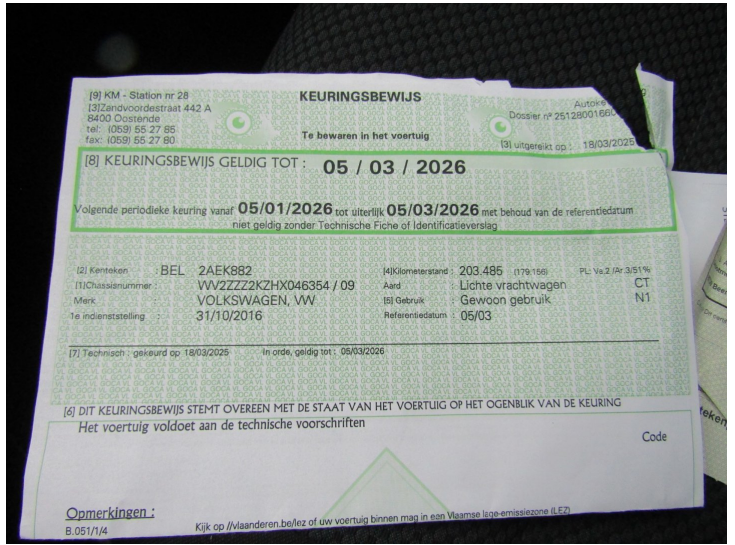 [9] KM - Station nr 28
[3]Zandvoordestraat 442 A
8400 Oostende
tel: (059) 55 27 85
fax: (059) 55 27 80
KEURINGSBEWIJS
Te bewaren in het voertuig
Dossier nº 25128001660
[3] uitgereikt op : 18/03/2025
[8] KEURINGSBEWIJS GELDIG TOT : 05 / 03 / 2026
Volgende periodieke keuring vanaf 05/01/2026 tot uiterlijk 05/03/2026 met behoud van de referentiedatum
niet geldig zonder Technische Fiche of Identificatieverslag
[2] Kenteken : BEL 2AEK882 [4]Kilometerstand : 203.485 (179.156) PL: Va.2 /Ar.3/51%
[1]Chassisnummer : WV2ZZZ2KZHX046354 / 09 Aard : Lichte vrachtwagen CT
Merk : VOLKSWAGEN, VW [5] Gebruik : Gewoon gebruik N1
1e indienststelling : 31/10/2016 Referentiedatum : 05/03
[7] Technisch : gekeurd op 18/03/2025 In orde, geldig tot : 05/03/2026
[6] DIT KEURINGSBEWIJS STEMT OVEREEN MET DE STAAT VAN HET VOERTUIG OP HET OGENBLIK VAN DE KEURING
Het voertuig voldoet aan de technische voorschriften
Code
Opmerkingen :
B.051/1/4
Kijk op //vlaanderen.be/lez of uw voertuig binnen mag in een Vlaamse lage-emissiezone (LEZ)